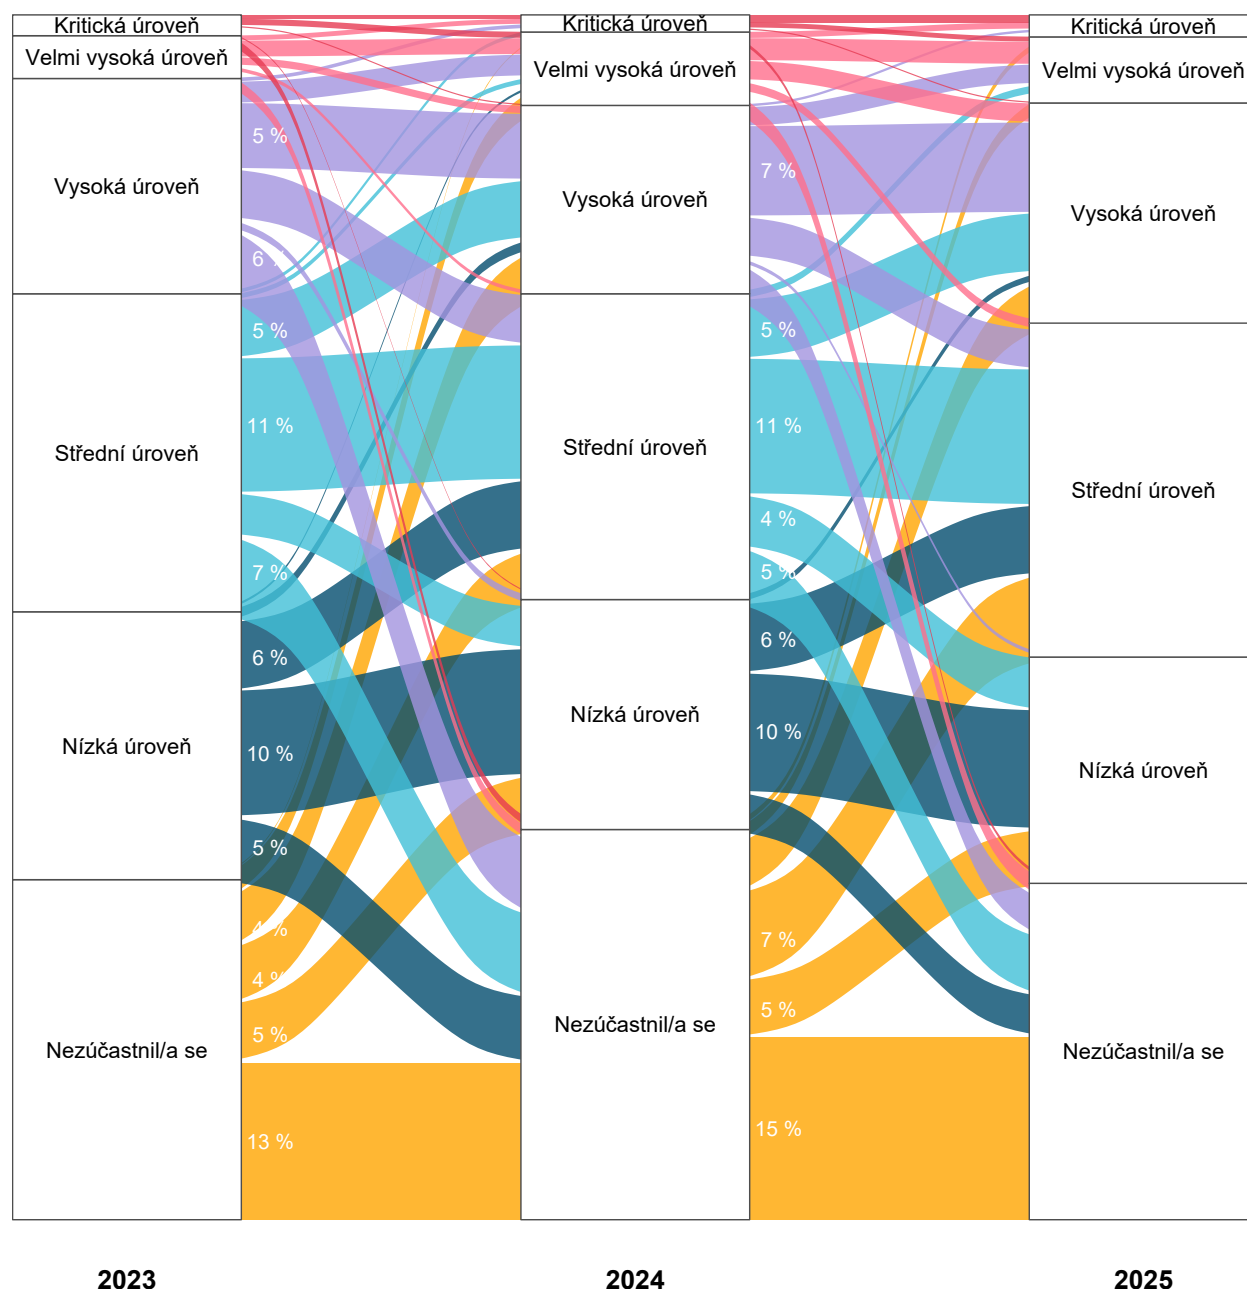 Kritická úroveň
Velmi vysoká úroveň
Vysoká úroveň
Střední úroveň
Nízká úroveň
Nezúčastnil/a se
5 %
6 %
5 %
11 %
7 %
6 %
10 %
5 %
4 %
4 %
5 %
13 %
Kritická úroveň
Velmi vysoká úroveň
Vysoká úroveň
Střední úroveň
Nízká úroveň
Nezúčastnil/a se
7 %
5 %
11 %
4 %
5 %
6 %
10 %
7 %
5 %
15 %
Kritická úroveň
Velmi vysoká úroveň
Vysoká úroveň
Střední úroveň
Nízká úroveň
Nezúčastnil/a se
2023
2024
2025